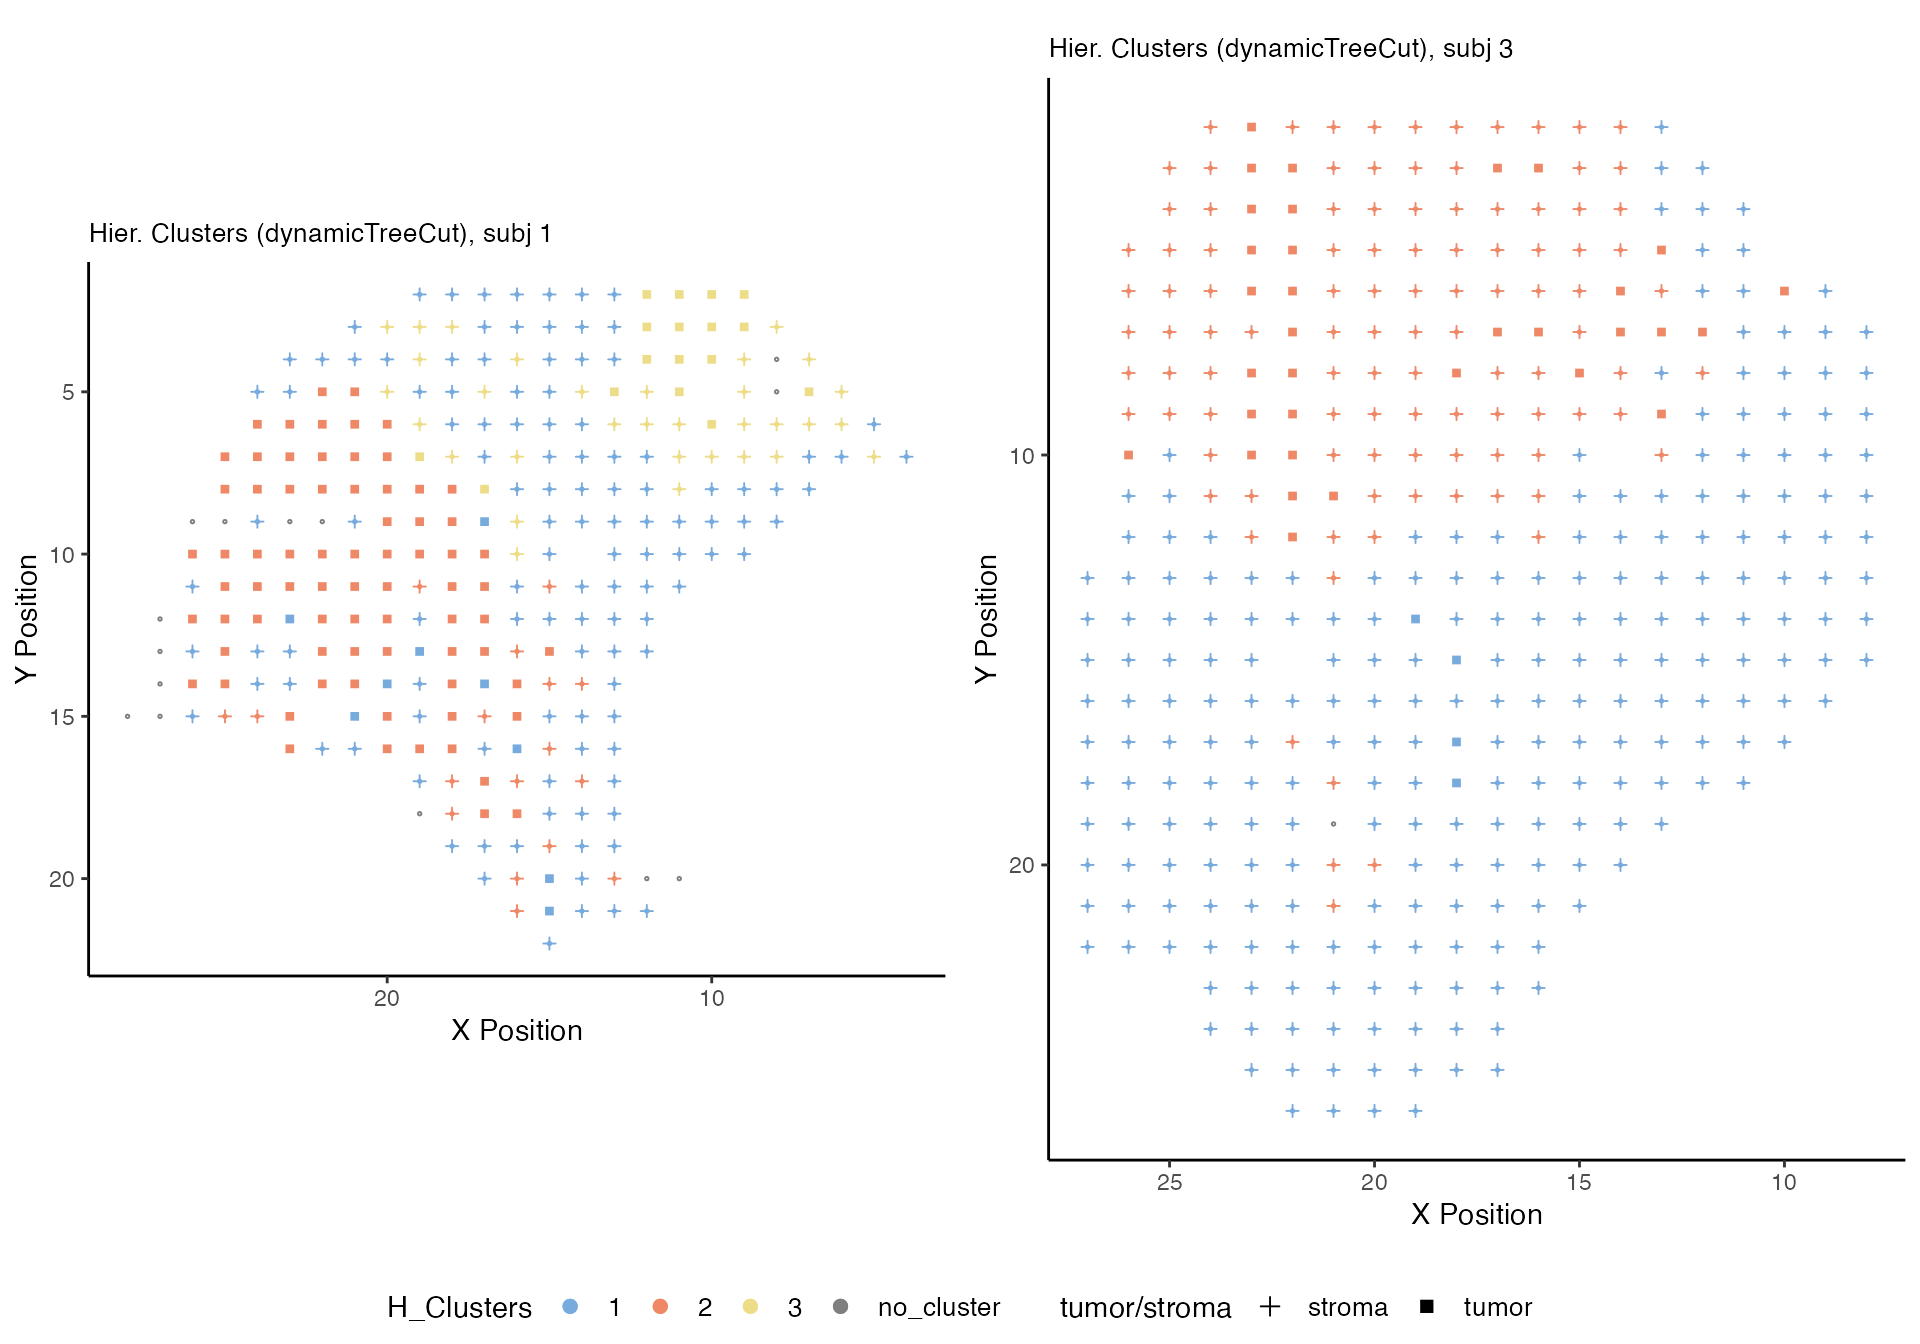 Hier. Clusters (dynamicTreeCut), subj 1
5
10
15
20
Y Position
20
10
X Position
Hier. Clusters (dynamicTreeCut), subj 3
10
20
Y Position
25
20
15
10
X Position
H_Clusters 1 2 3 no_cluster tumor/stroma stroma tumor